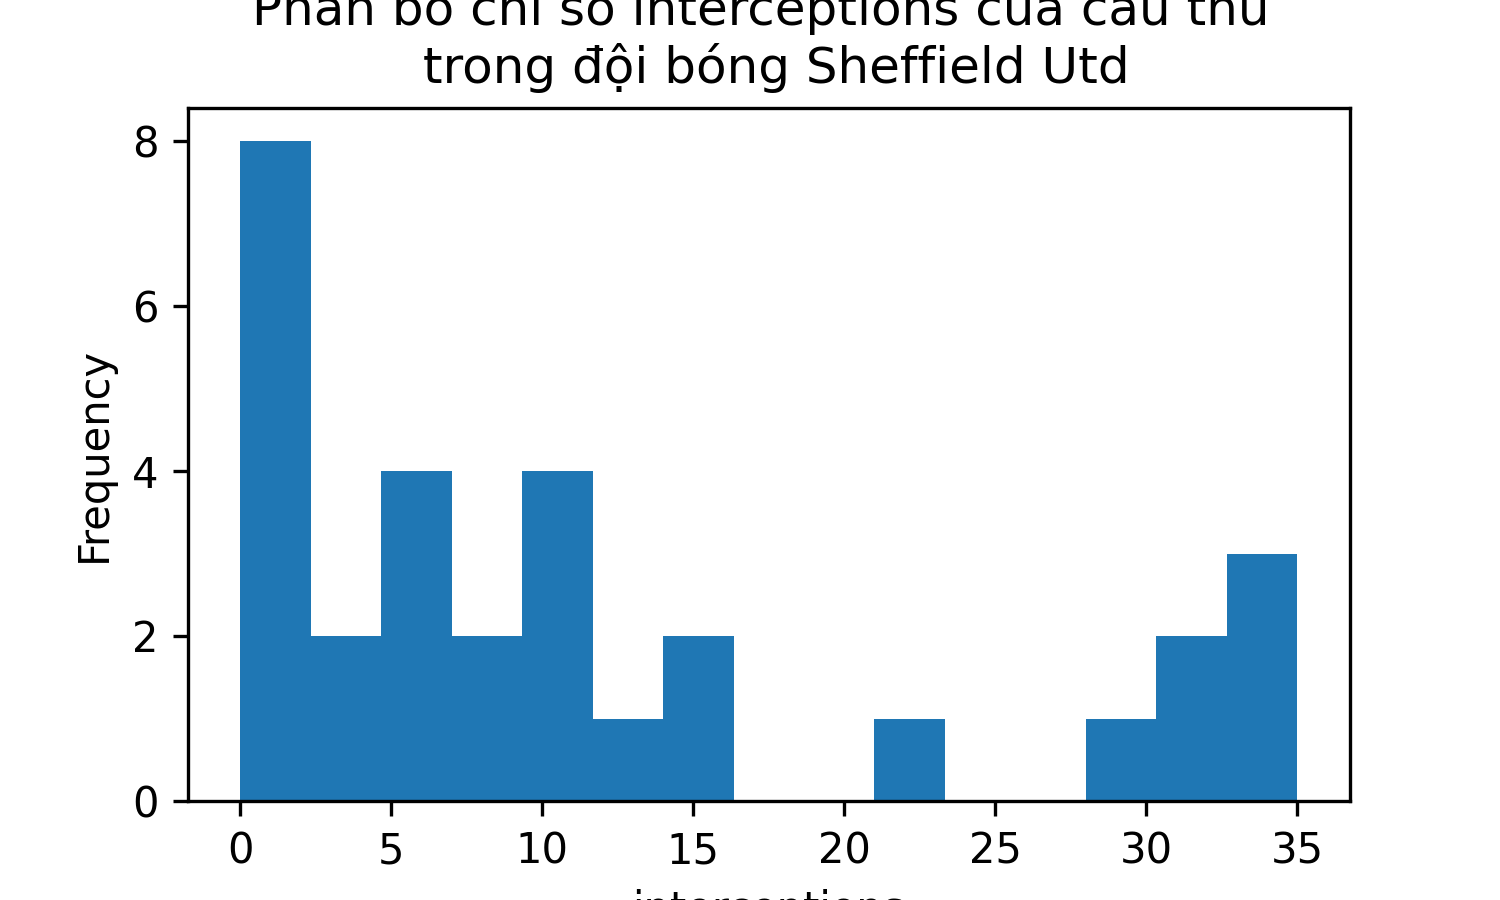 Phân bố chỉ số interceptions của cầu thủ
trong đội bóng Sheffield Utd
Frequency
8
6
4
2
0
0 5 10 15 20 25 30 35
interceptions